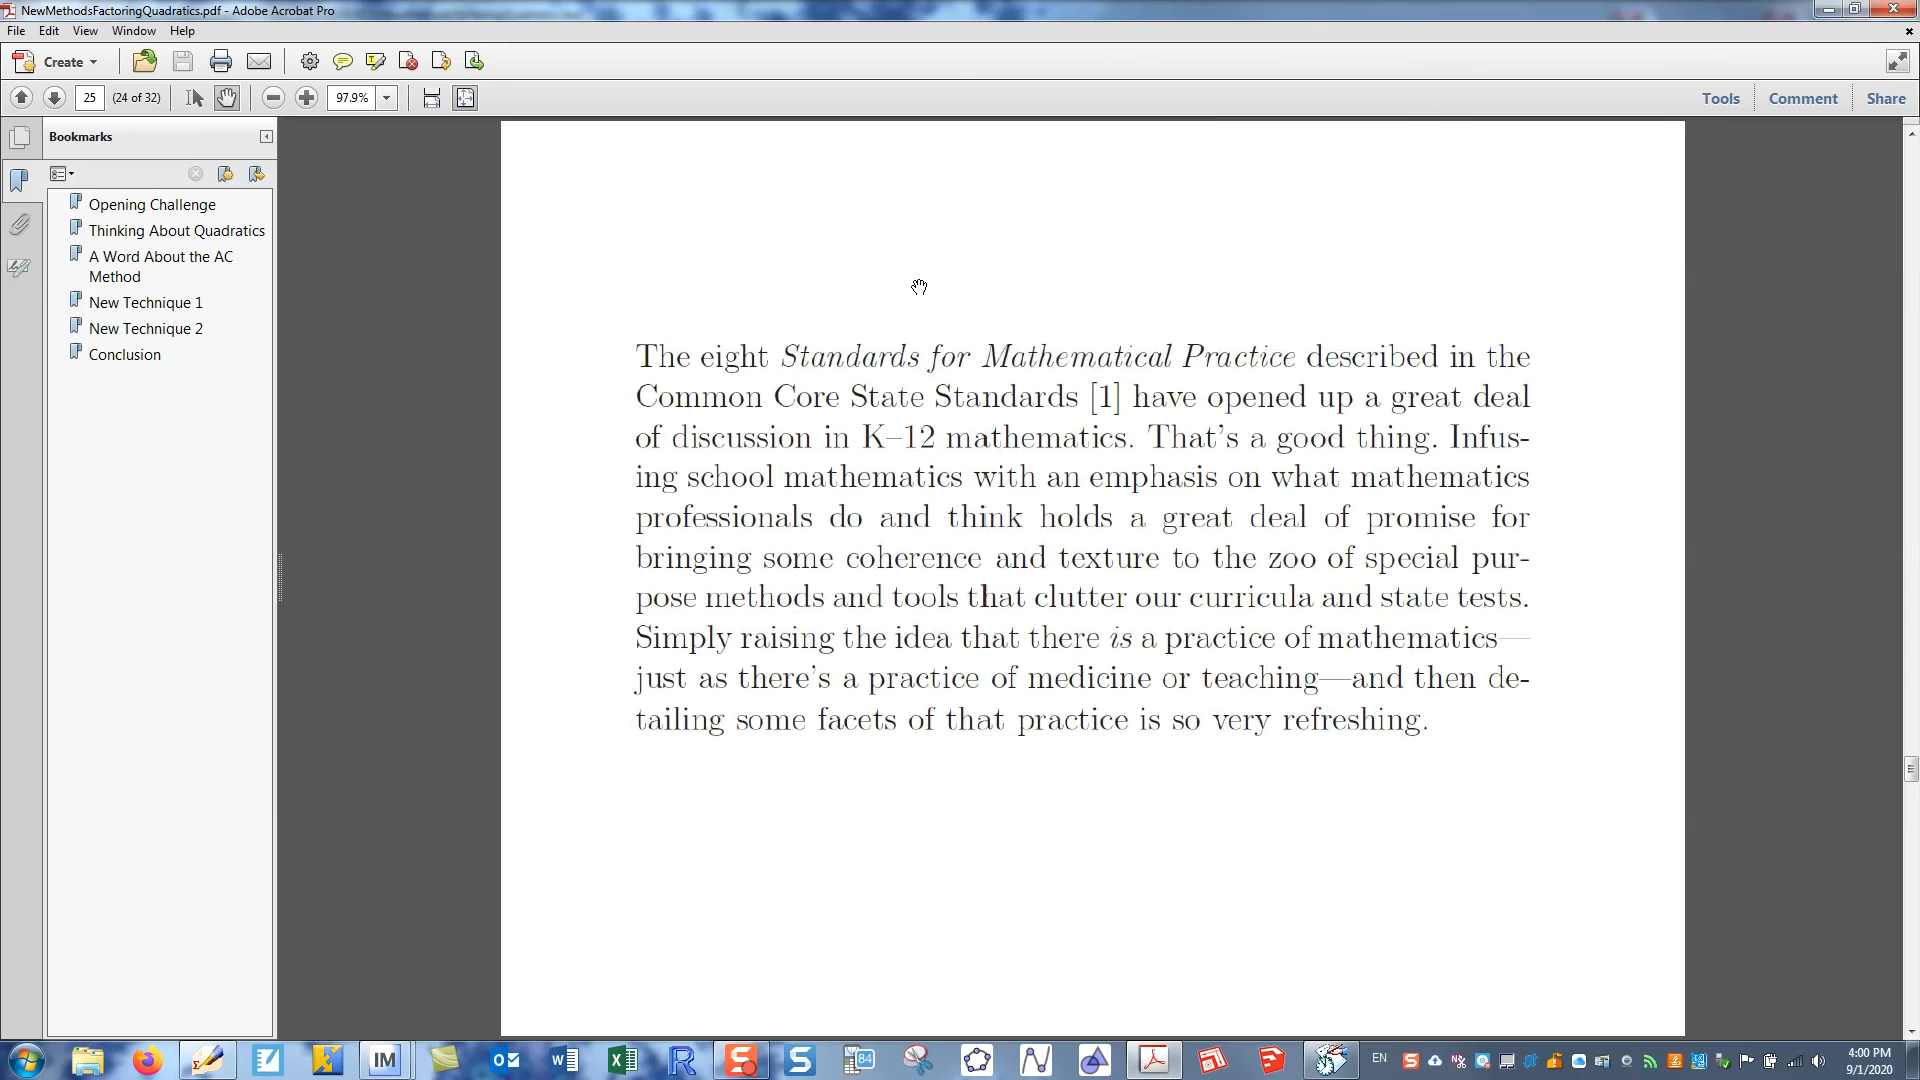 NewMethodsFactoringQuadratics.pdf - Adobe Acrobat Pro
File Edit View Window Help
Create
25 (24 of 32) 97.9% Tools Comment Share
Bookmarks
Opening Challenge
Thinking About Quadratics
A Word About the AC
Method
New Technique 1
New Technique 2
Conclusion
The eight Standards for Mathematical Practice described in the
Common Core State Standards [1] have opened up a great deal
of discussion in K–12 mathematics. That's a good thing. Infus-
ing school mathematics with an emphasis on what mathematics
professionals do and think holds a great deal of promise for
bringing some coherence and texture to the zoo of special pur-
pose methods and tools that clutter our curricula and state tests.
Simply raising the idea that there is a practice of mathematics—
just as there's a practice of medicine or teaching—and then de-
tailing some facets of that practice is so very refreshing.
IM
84
EN
4:00 PM
9/1/2020